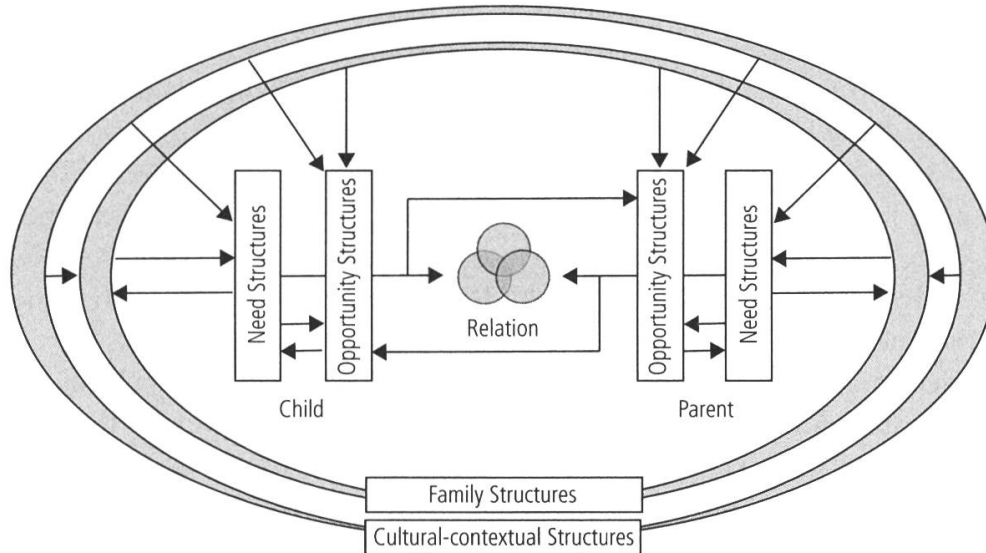 Need Structures
Opportunity Structures
Relation
Opportunity Structures
Need Structures
Child
Parent
Family Structures
Cultural-contextual Structures